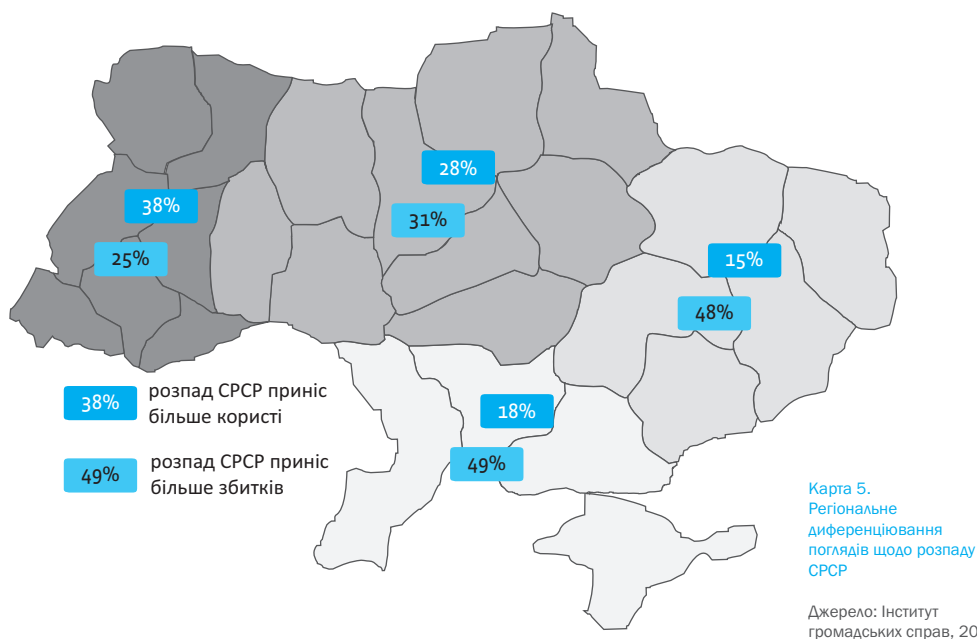 28%
38%
31%
25%
15%
48%
38%
розпад СРСР приніс
більше користі
18%
49%
розпад СРСР приніс
більше збитків
49%
Карта 5.
Регіональне
диференціювання
поглядів щодо розпаду
СРСР
Джерело: Інститут
громадських справ, 20